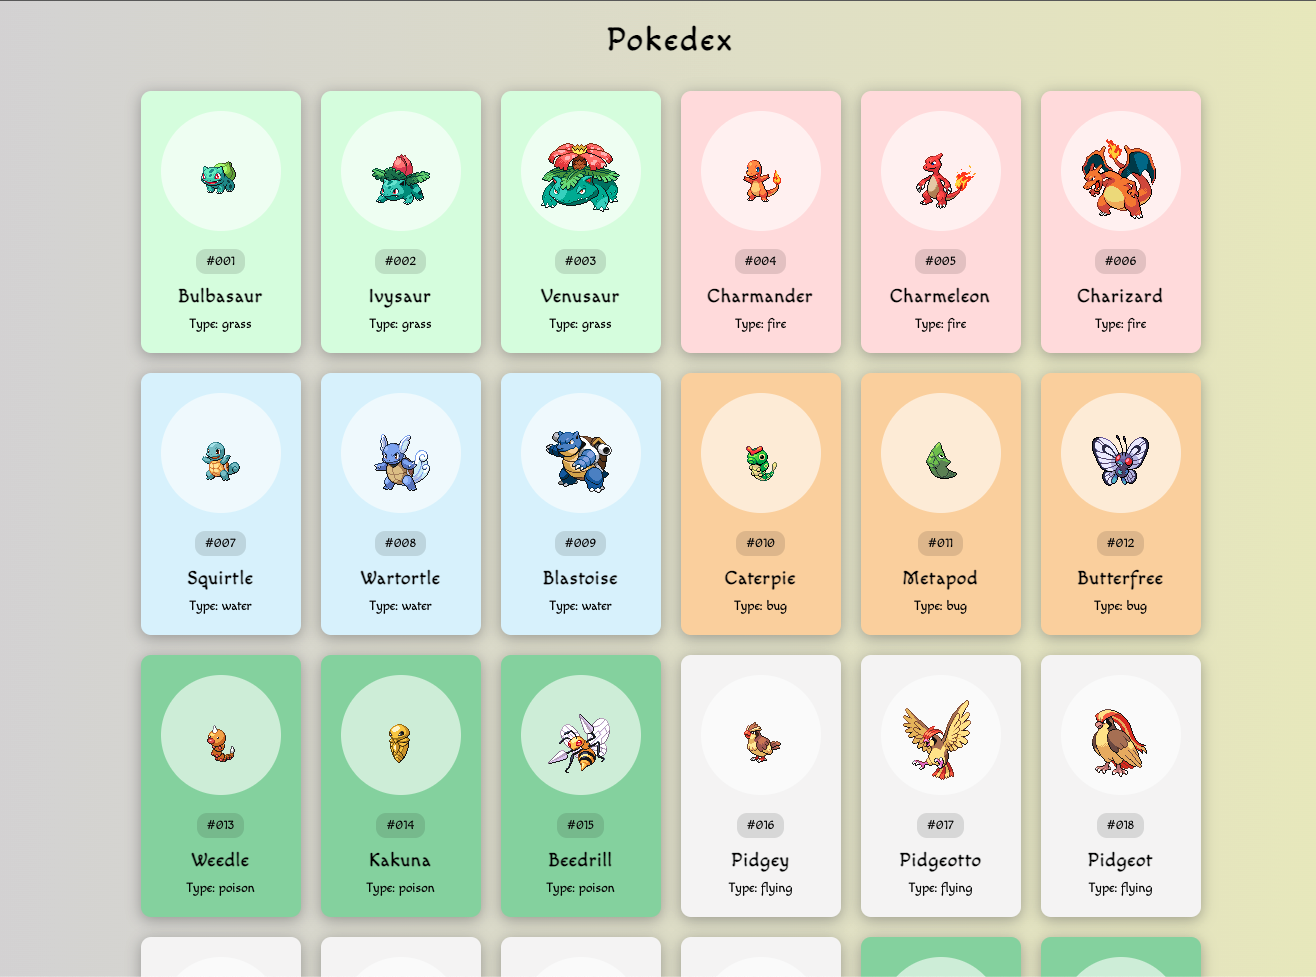 Pokedex
#001 #002 #003 #004 #005 #006
Bulbasaur Ivysaur Venusaur Charmander Charmeleon Charizard
Type: grass Type: grass Type: grass Type: fire Type: fire Type: fire
#007 #008 #009 #010 #011 #012
Squirtle Wartortle Blastoise Caterpie Metapod Butterfree
Type: water Type: water Type: water Type: bug Type: bug Type: bug
#013 #014 #015 #016 #017 #018
Weedle Kakuna Beedrill Pidgey Pidgeotto Pidgeot
Type: poison Type: poison Type: poison Type: flying Type: flying Type: flying